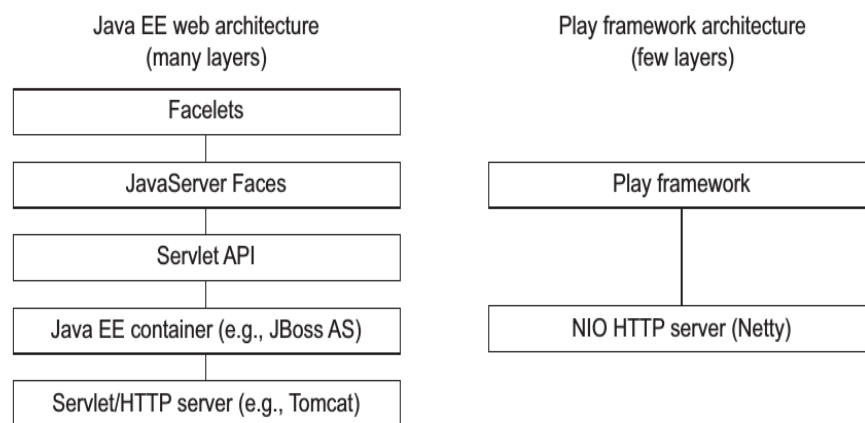 Java EE web architecture
(many layers)
Facelets
JavaServer Faces
Servlet API
Java EE container (e.g., JBoss AS)
Servlet/HTTP server (e.g., Tomcat)
Play framework architecture
(few layers)
Play framework
NIO HTTP server (Netty)